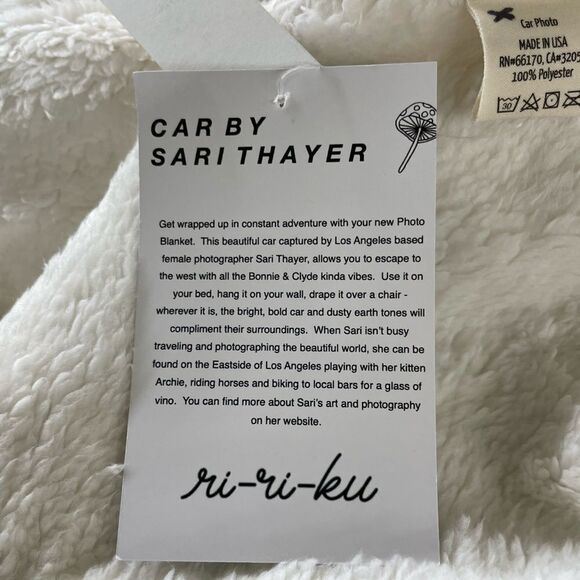 Car Photo
MADE IN USA
RN#66170, CA#3205
100% Polyester
30
CAR BY
SARI THAYER
Get wrapped up in constant adventure with your new Photo
Blanket. This beautiful car captured by Los Angeles based
female photographer Sari Thayer, allows you to escape to
the west with all the Bonnie & Clyde kinda vibes. Use it on
your bed, hang it on your wall, drape it over a chair -
wherever it is, the bright, bold car and dusty earth tones will
compliment their surroundings. When Sari isn't busy
traveling and photographing the beautiful world, she can be
found on the Eastside of Los Angeles playing with her kitten
Archie, riding horses and biking to local bars for a glass of
vino. You can find more about Sari's art and photography
on her website.
ri-ri-ku